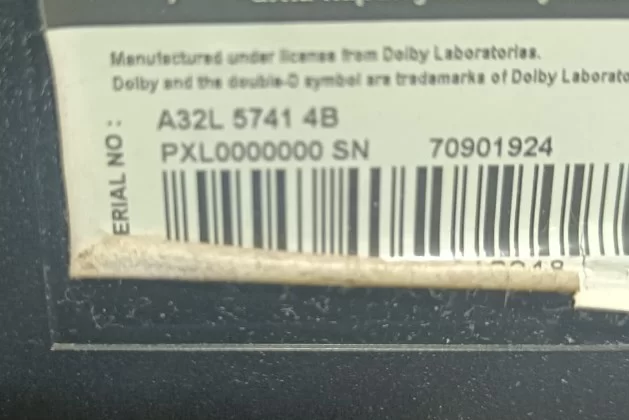 Manufactured under license from Dolby Laboratories.
Dolby and the double-D symbol are trademarks of Dolby Laborato
ERIAL NO :
A32L 5741 4B
PXL0000000 SN 70901924